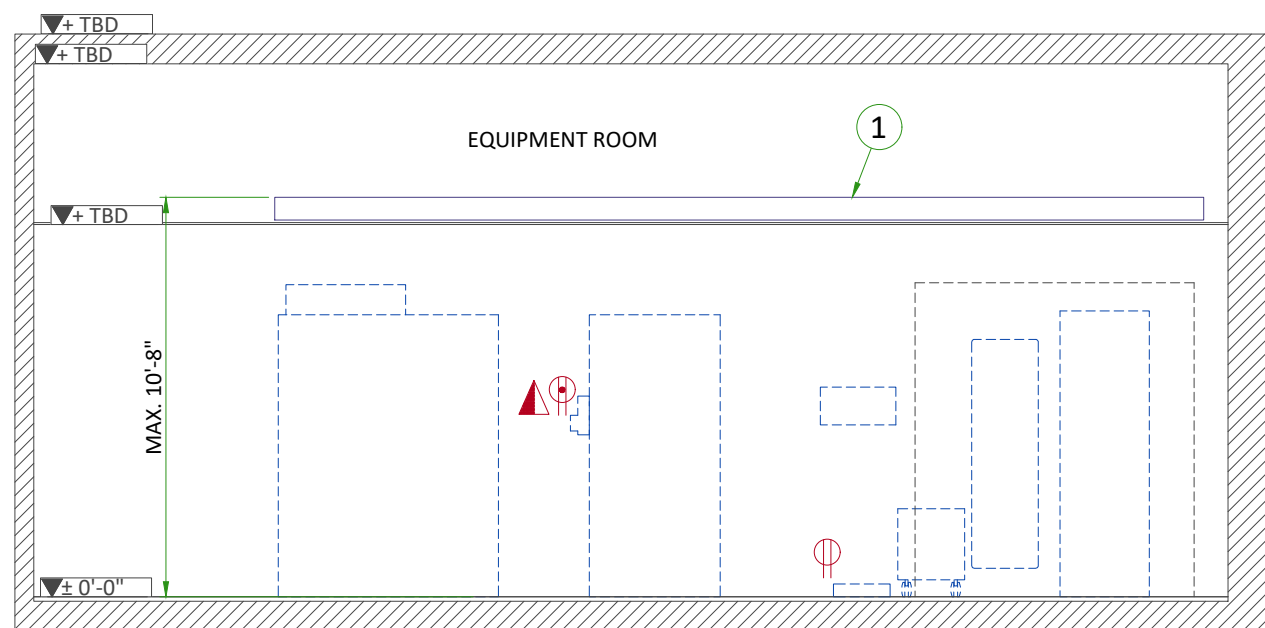 + TBD
+ TBD
1
EQUIPMENT ROOM
+ TBD
MAX. 10'-8"
± 0'-0"